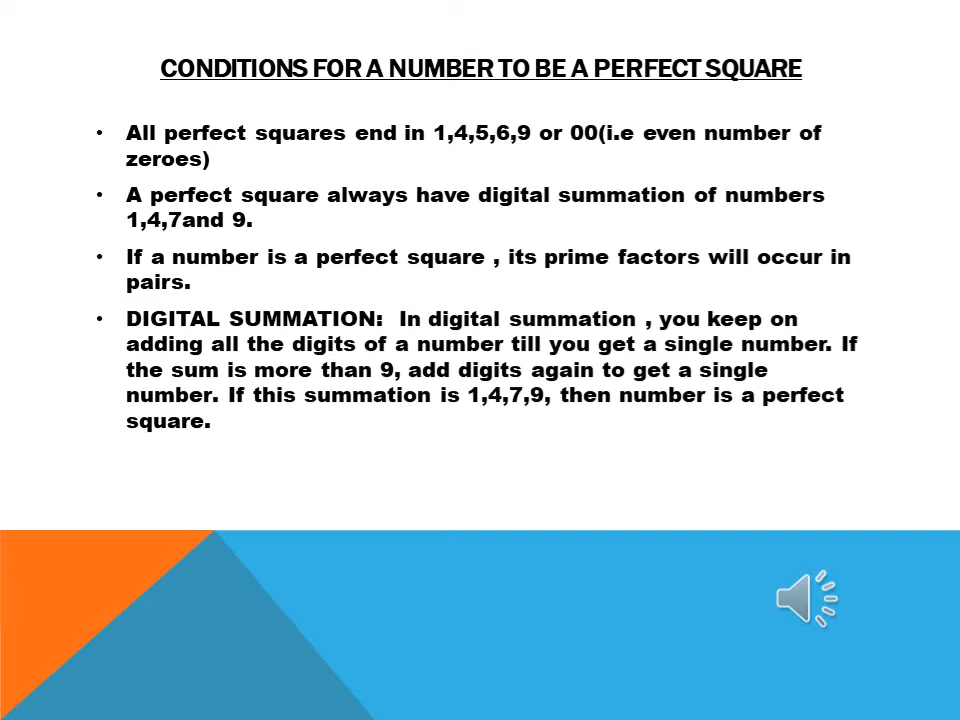 CONDITIONS FOR A NUMBER TO BE A PERFECT SQUARE
• All perfect squares end in 1,4,5,6,9 or 00(i.e even number of
zeroes)
• A perfect square always have digital summation of numbers
1,4,7and 9.
• If a number is a perfect square , its prime factors will occur in
pairs.
• DIGITAL SUMMATION: In digital summation , you keep on
adding all the digits of a number till you get a single number. If
the sum is more than 9, add digits again to get a single
number. If this summation is 1,4,7,9, then number is a perfect
square.